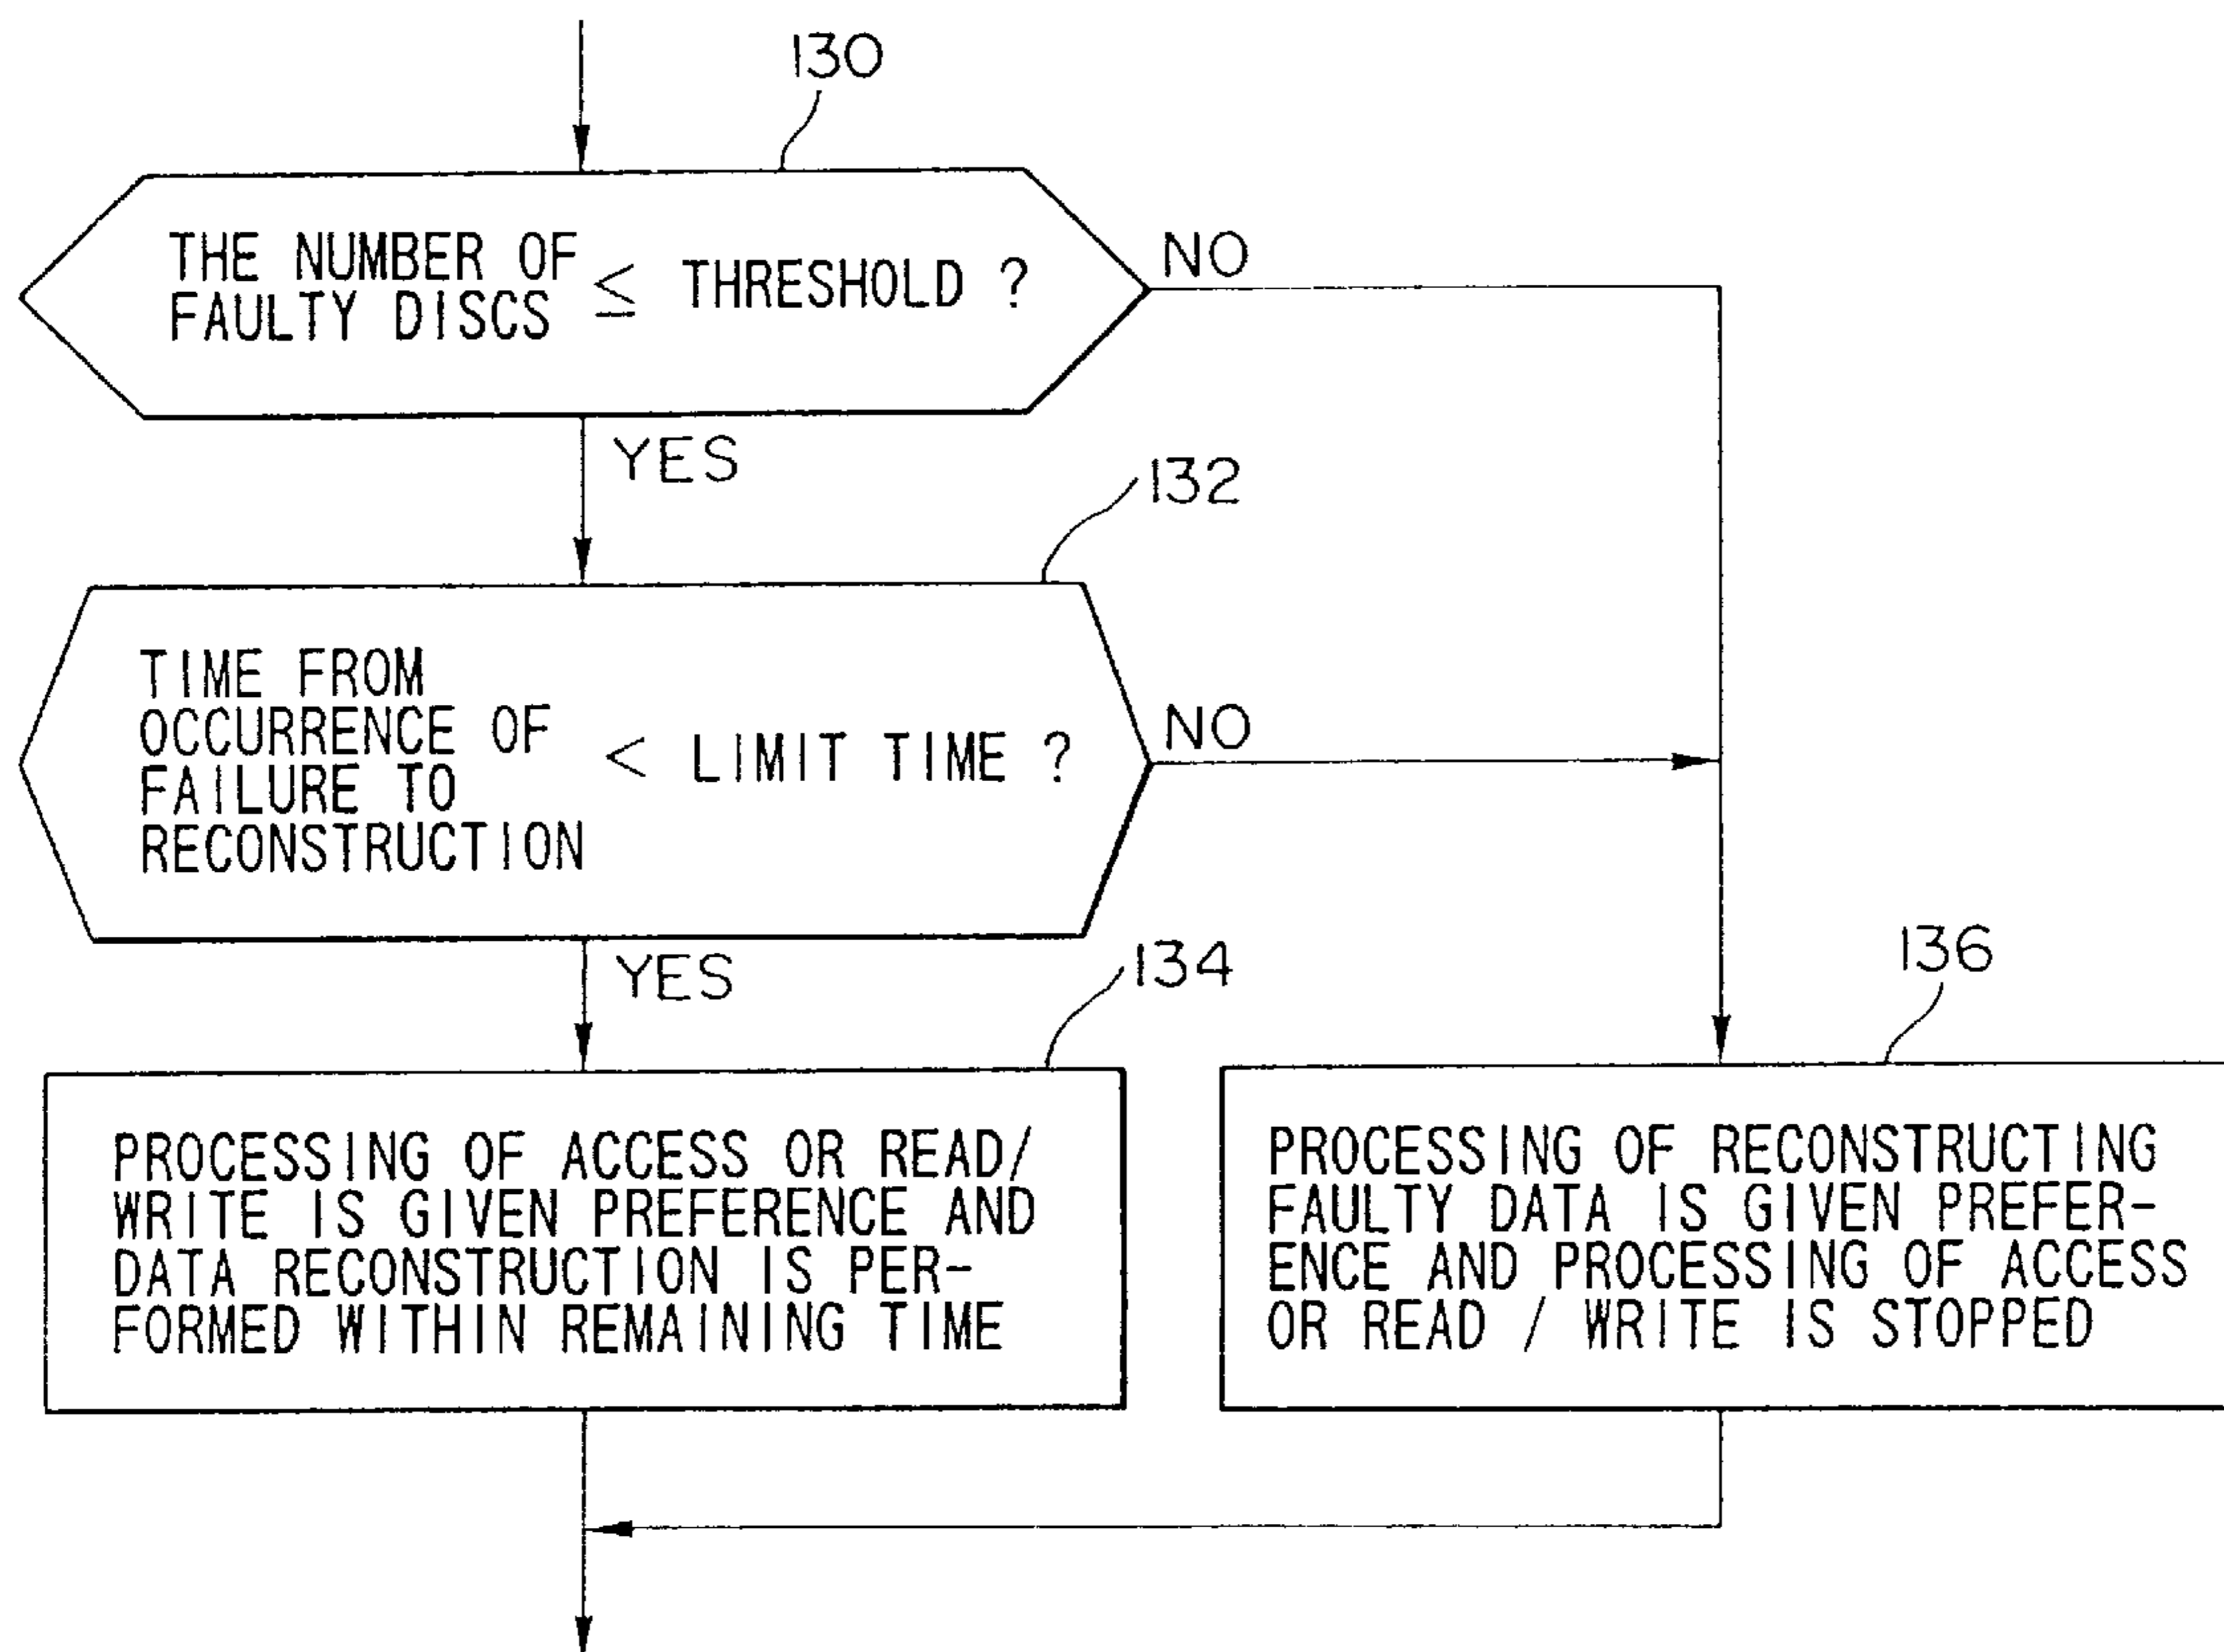 130
THE NUMBER OF
FAULTY DISCS ≤ THRESHOLD ?
NO
YES
132
TIME FROM
OCCURRENCE OF
FAILURE TO
RECONSTRUCTION
< LIMIT TIME ?
NO
YES
134
136
PROCESSING OF ACCESS OR READ/
WRITE IS GIVEN PREFERENCE AND
DATA RECONSTRUCTION IS PER-
FORMED WITHIN REMAINING TIME
PROCESSING OF RECONSTRUCTING
FAULTY DATA IS GIVEN PREFER-
ENCE AND PROCESSING OF ACCESS
OR READ / WRITE IS STOPPED